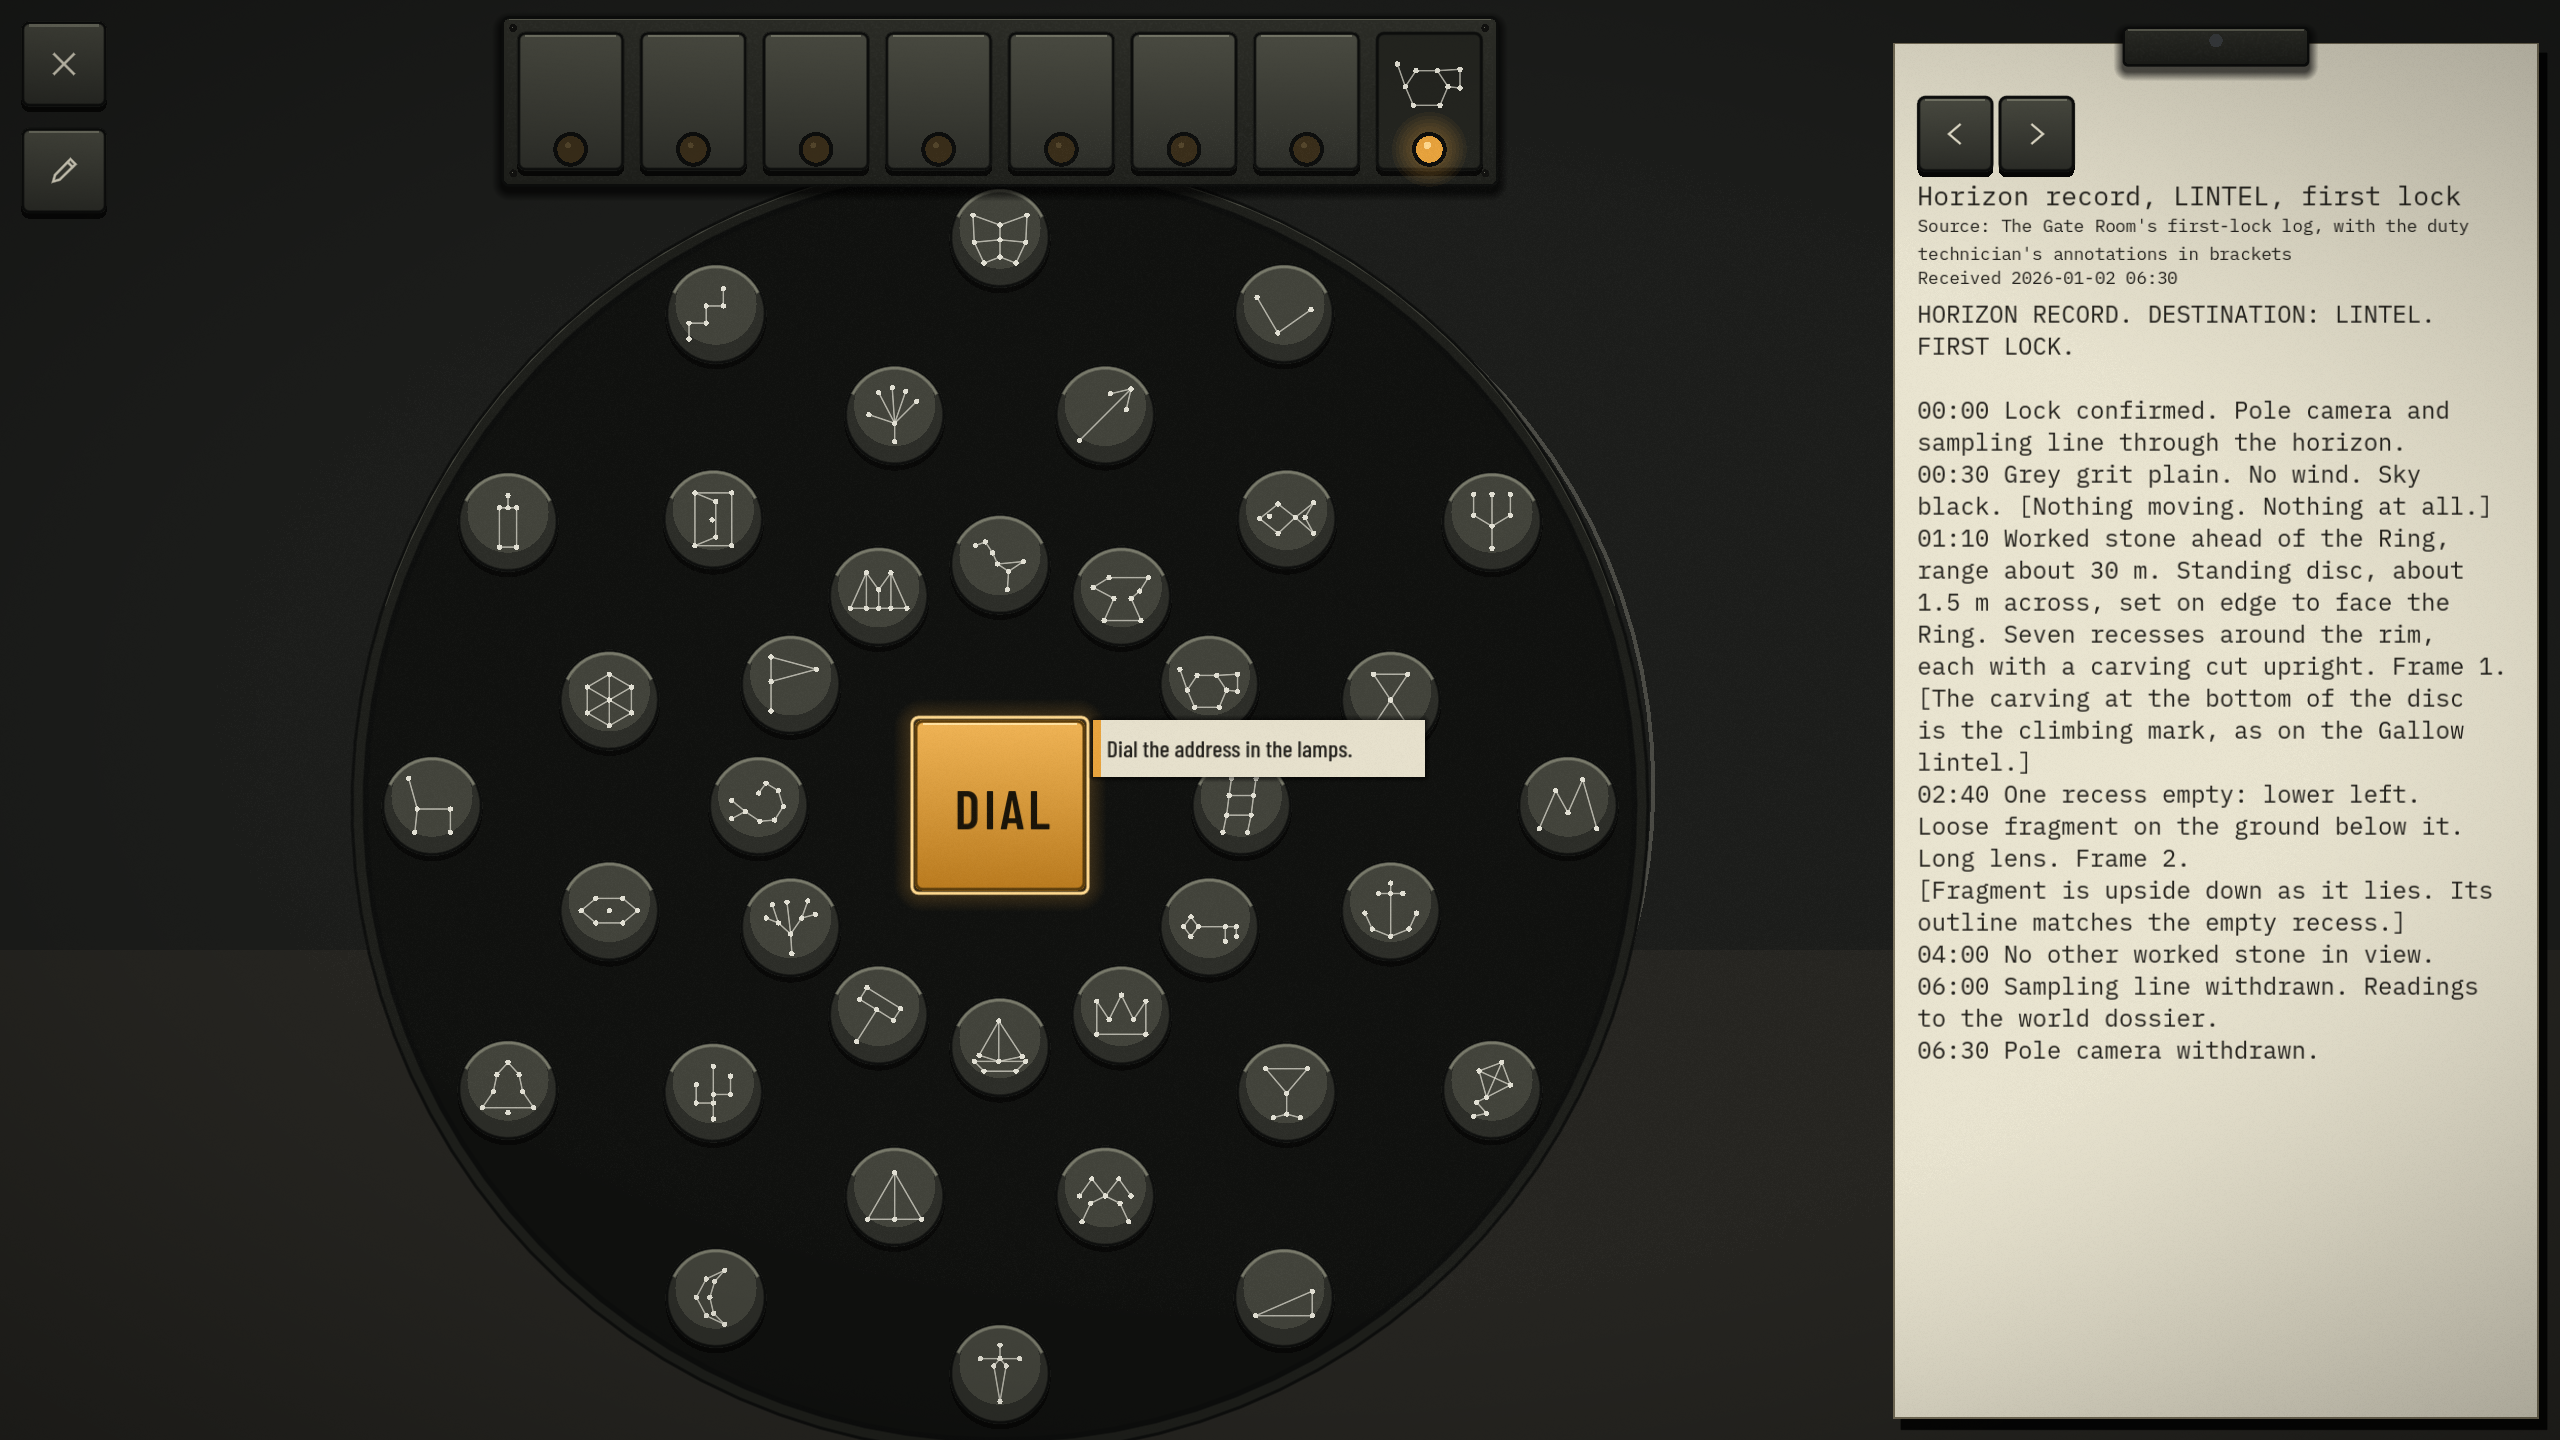 Horizon record, LINTEL, first lock
Source: The Gate Room's first-lock log, with the duty
technician's annotations in brackets
Received 2026-01-02 06:30
HORIZON RECORD. DESTINATION: LINTEL.
FIRST LOCK.
00:00 Lock confirmed. Pole camera and
sampling line through the horizon.
00:30 Grey grit plain. No wind. Sky
black. [Nothing moving. Nothing at all.]
01:10 Worked stone ahead of the Ring,
range about 30 m. Standing disc, about
1.5 m across, set on edge to face the
Ring. Seven recesses around the rim,
each with a carving cut upright. Frame 1.
[The carving at the bottom of the disc
is the climbing mark, as on the Gallow
lintel.]
02:40 One recess empty: lower left.
Loose fragment on the ground below it.
Long lens. Frame 2.
[Fragment is upside down as it lies. Its
outline matches the empty recess.]
04:00 No other worked stone in view.
06:00 Sampling line withdrawn. Readings
to the world dossier.
06:30 Pole camera withdrawn.
Dial the address in the lamps.
DIAL